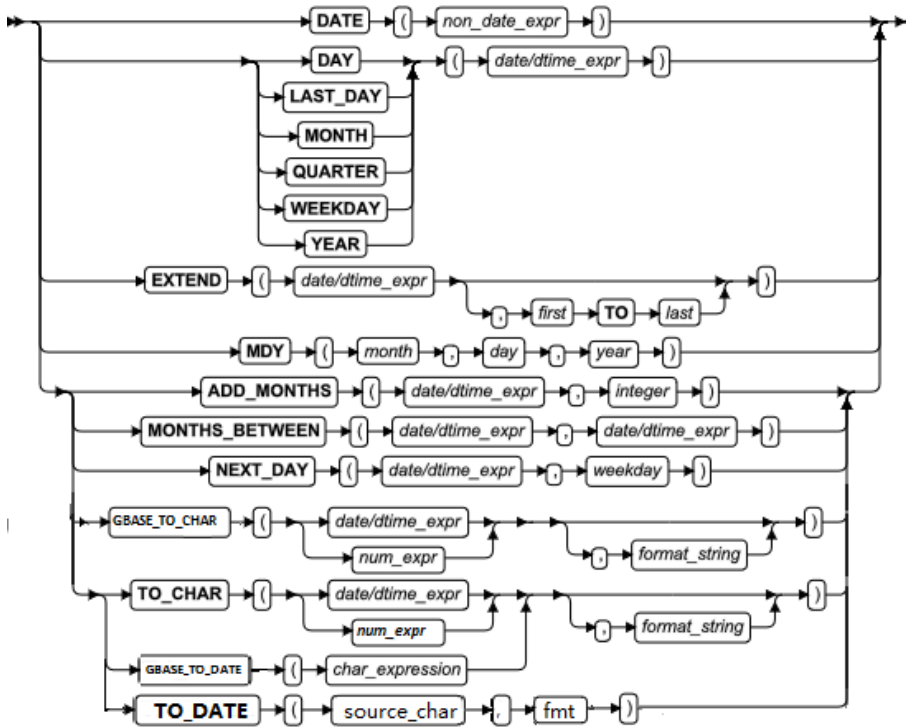 DATE ( non_date_expr )
DAY ( date/dtime_expr )
LAST_DAY
MONTH
QUARTER
WEEKDAY
YEAR
EXTEND ( date/dtime_expr )
, first TO last
MDY ( month , day , year )
ADD_MONTHS ( date/dtime_expr , integer )
MONTHS_BETWEEN ( date/dtime_expr , date/dtime_expr )
NEXT_DAY ( date/dtime_expr , weekday )
GBASE_TO_CHAR ( date/dtime_expr )
num_expr , format_string
TO_CHAR ( date/dtime_expr )
num_expr , format_string
GBASE_TO_DATE ( char_expression
TO_DATE ( source_char , fmt )